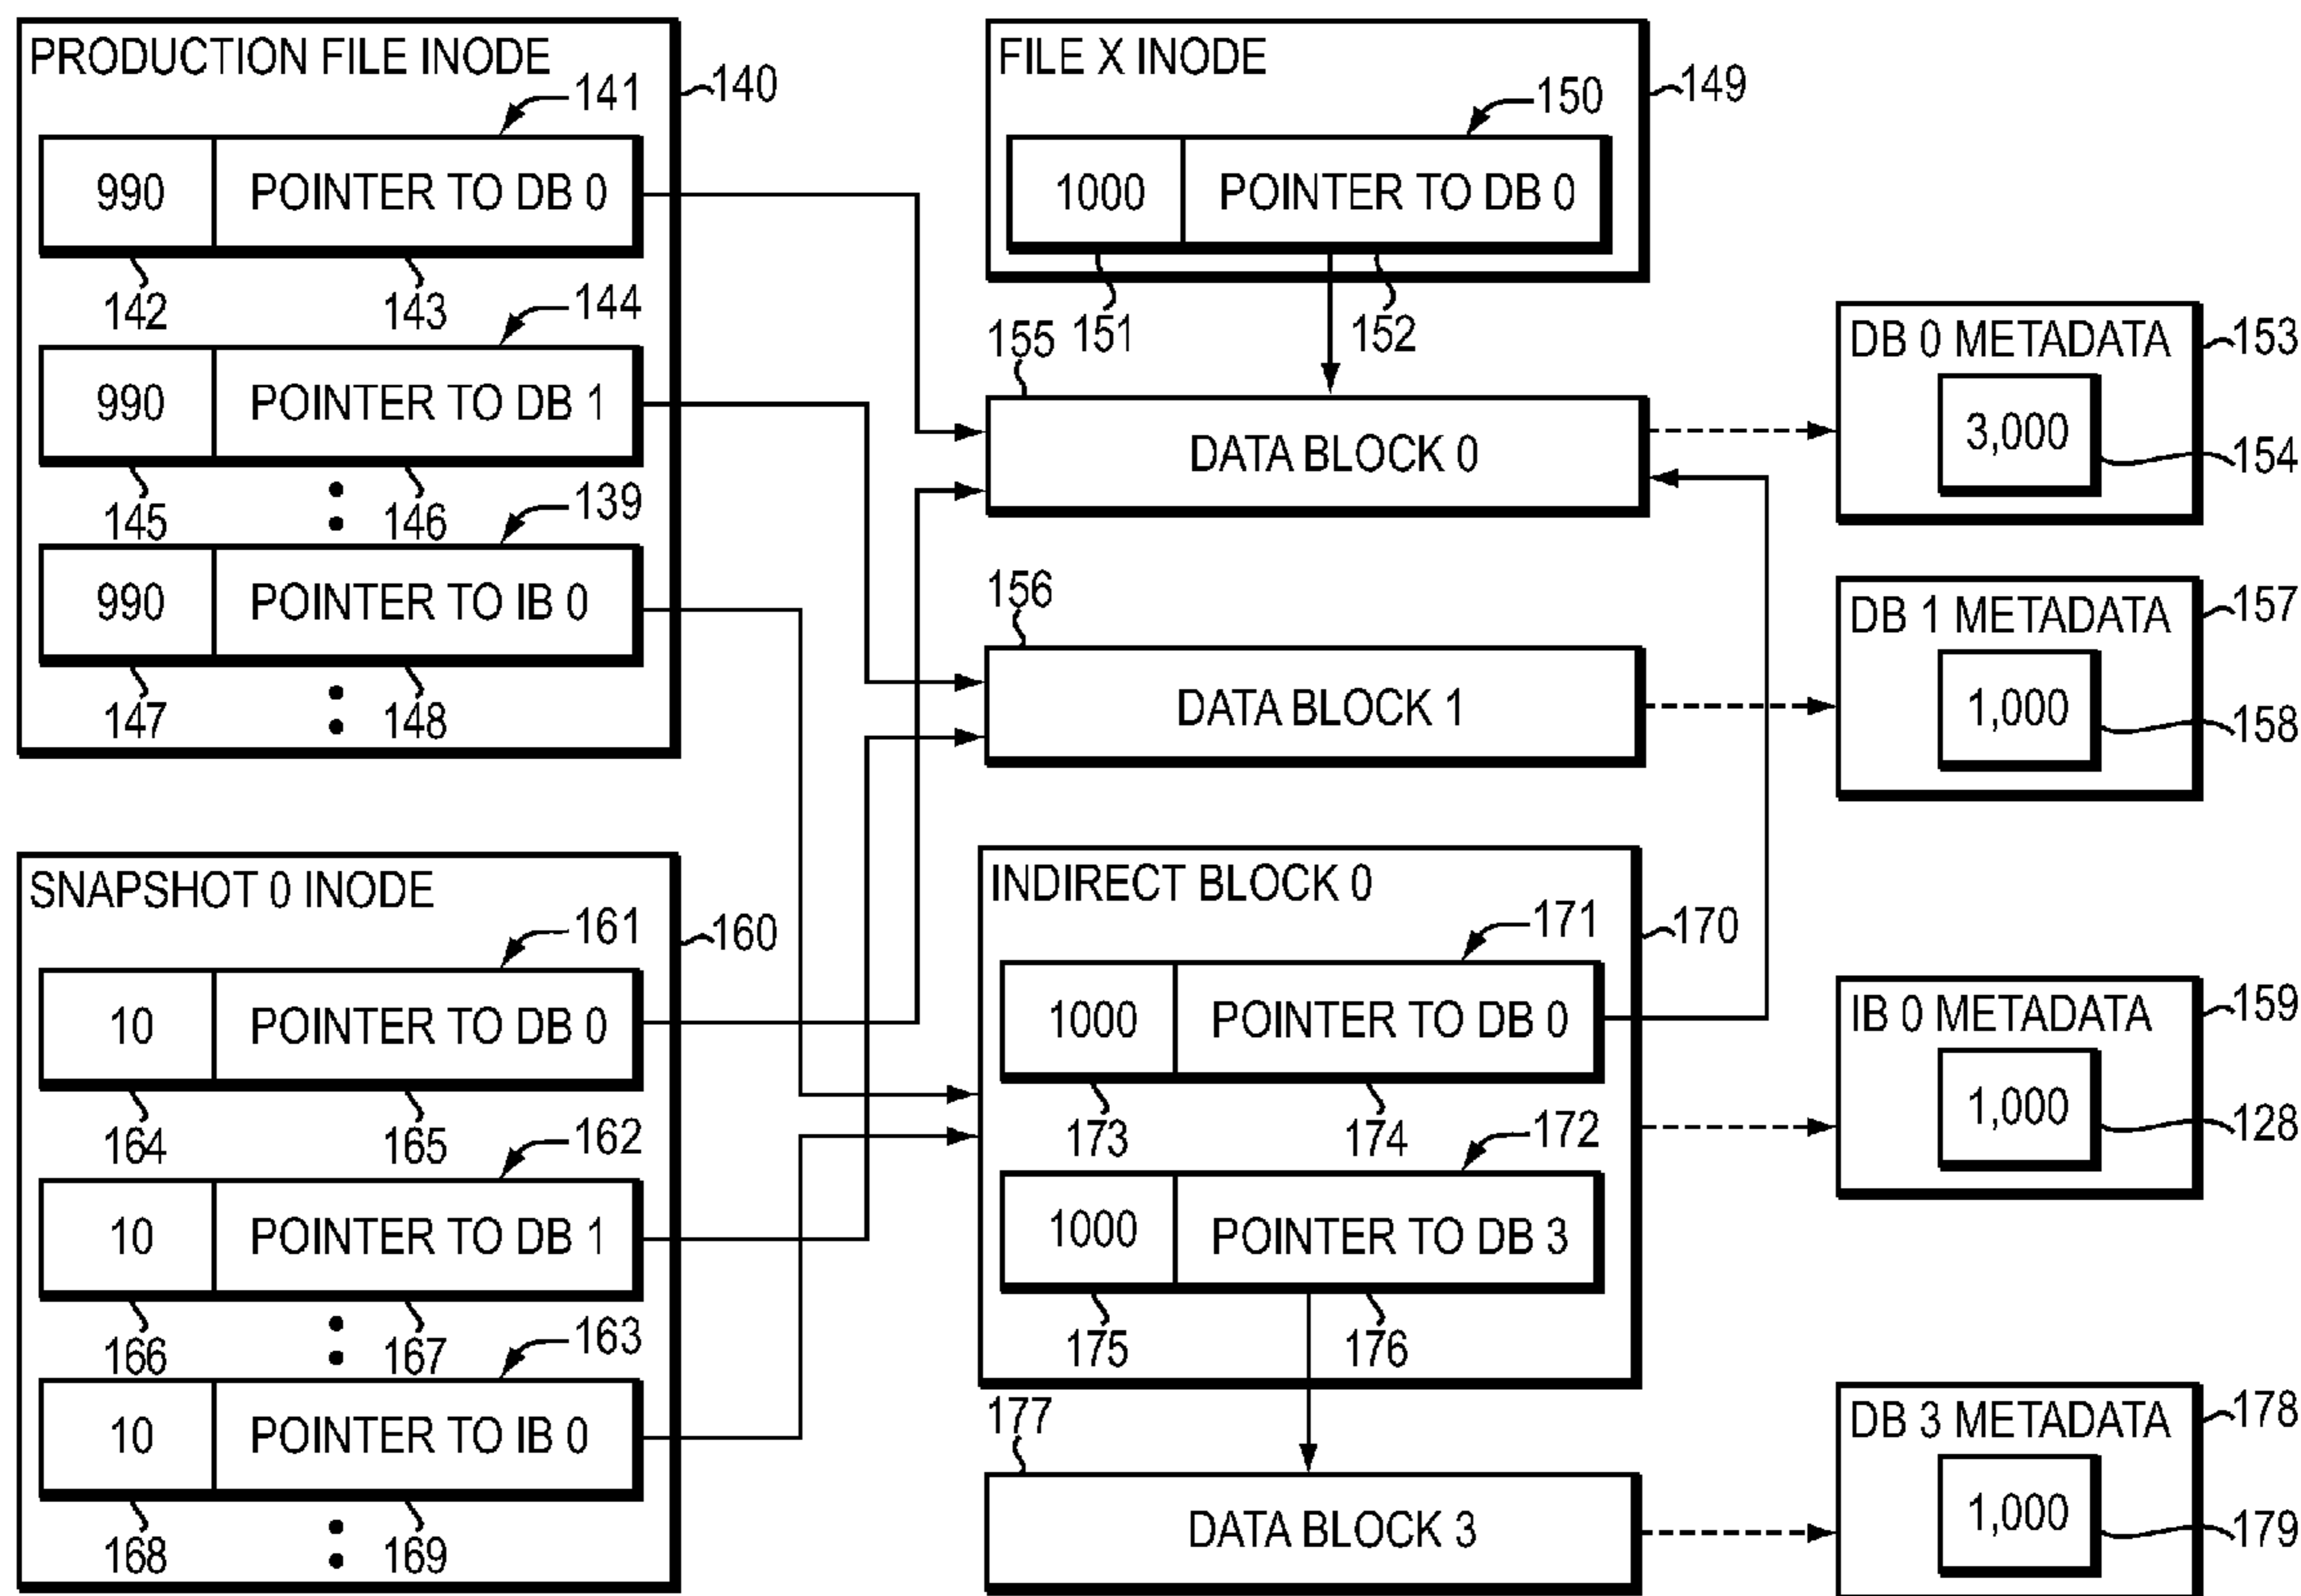 PRODUCTION FILE INODE
140
141
990 POINTER TO DB 0
142 143
144
990 POINTER TO DB 1
145 146
139
990 POINTER TO IB 0
147 148
FILE X INODE
149
150
1000 POINTER TO DB 0
151 152
155
DATA BLOCK 0
DB 0 METADATA
153
3,000
154
156
DATA BLOCK 1
DB 1 METADATA
157
1,000
158
SNAPSHOT 0 INODE
160
161
10 POINTER TO DB 0
164 165
162
10 POINTER TO DB 1
166 167
163
10 POINTER TO IB 0
168 169
INDIRECT BLOCK 0
170
171
1000 POINTER TO DB 0
173 174
172
1000 POINTER TO DB 3
175 176
IB 0 METADATA
159
1,000
128
177
DATA BLOCK 3
DB 3 METADATA
178
1,000
179